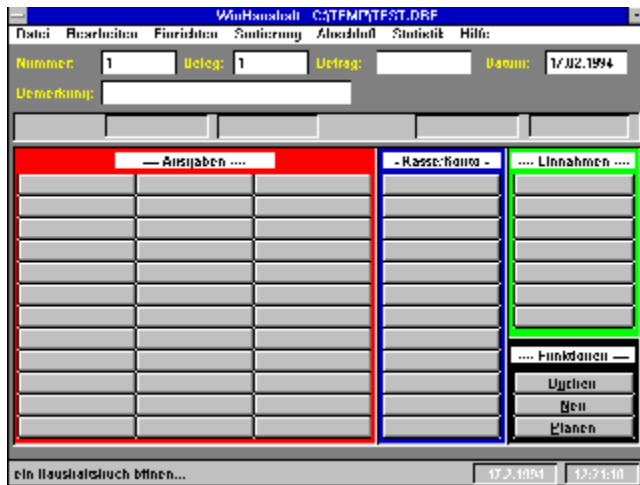 WinHaushalt C:\TEMP\TEST.DBF
Datei Bearbeiten Einrichten Sortierung Abschluß Statistik Hilfe
Nummer: 1 Beleg: 1 Betrag: Datum: 17.02.1994
Bemerkung:
---- Ausgaben ---- - Kasse/Konto - ---- Einnahmen ----
---- Funktionen ----
Buchen
Neu
Planen
ein Haushaltsbuch öffnen... 17.2.1994 12:21:10